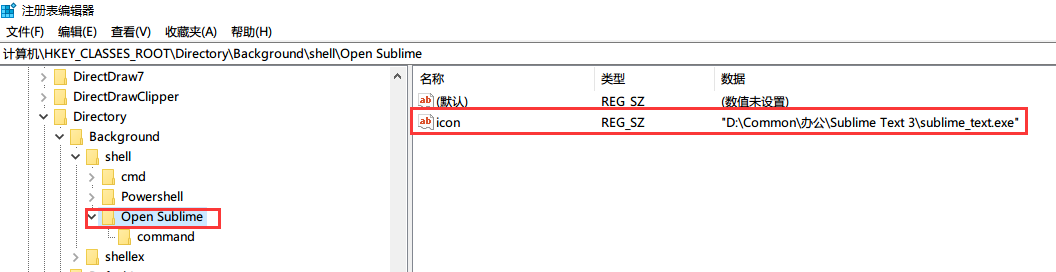 注册表编辑器
文件(F) 编辑(E) 查看(V) 收藏夹(A) 帮助(H)
计算机\HKEY_CLASSES_ROOT\Directory\Background\shell\Open Sublime
DirectDraw7
DirectDrawClipper
Directory
Background
shell
cmd
Powershell
Open Sublime
command
shellex
名称 类型 数据
ab (默认) REG_SZ (数值未设置)
ab icon REG_SZ "D:\Common\办公\Sublime Text 3\sublime_text.exe"